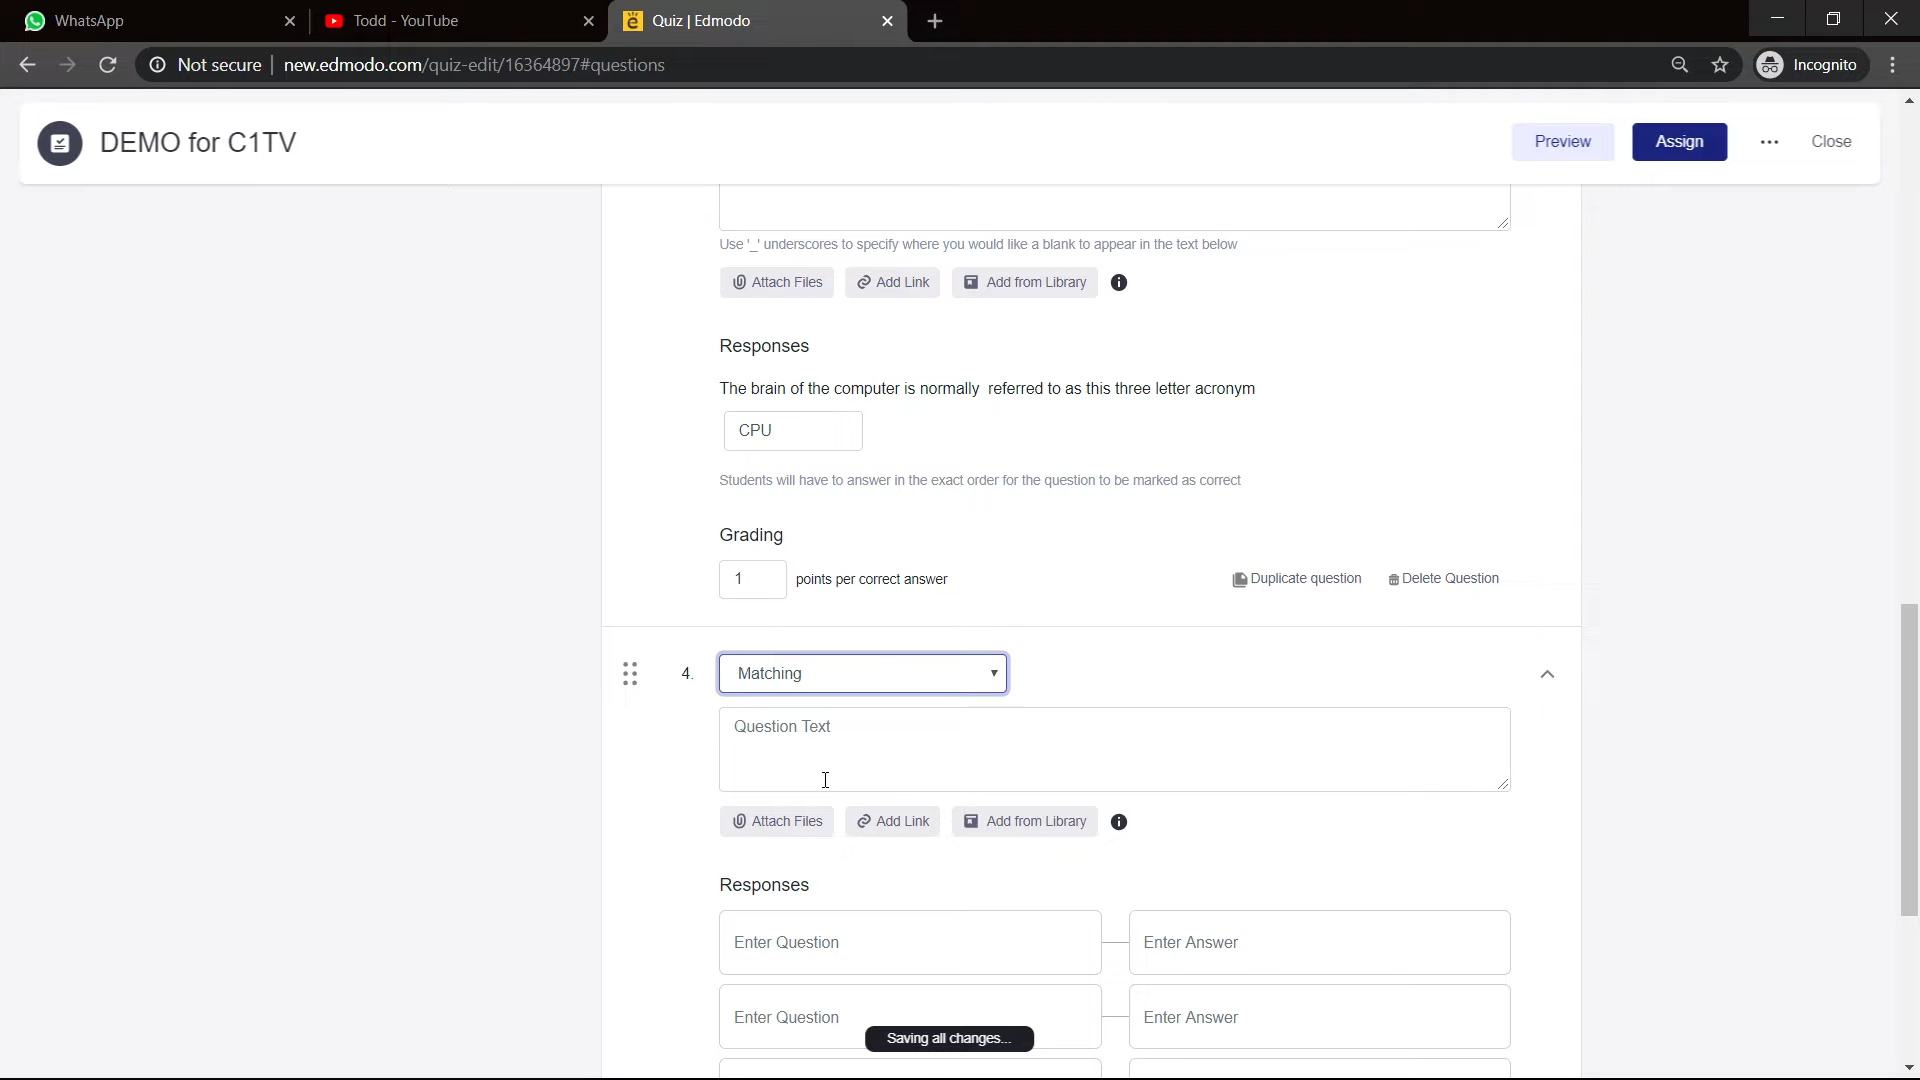 WhatsApp
Todd - YouTube
Quiz | Edmodo
Not secure | new.edmodo.com/quiz-edit/16364897#questions
Incognito
DEMO for C1TV
Preview
Assign
Close
Use '_' underscores to specify where you would like a blank to appear in the text below
Attach Files
Add Link
Add from Library
Responses
The brain of the computer is normally referred to as this three letter acronym
CPU
Students will have to answer in the exact order for the question to be marked as correct
Grading
1 points per correct answer
Duplicate question
Delete Question
4. Matching
Question Text
Attach Files
Add Link
Add from Library
Responses
Enter Question
Enter Answer
Enter Question
Enter Answer
Saving all changes...